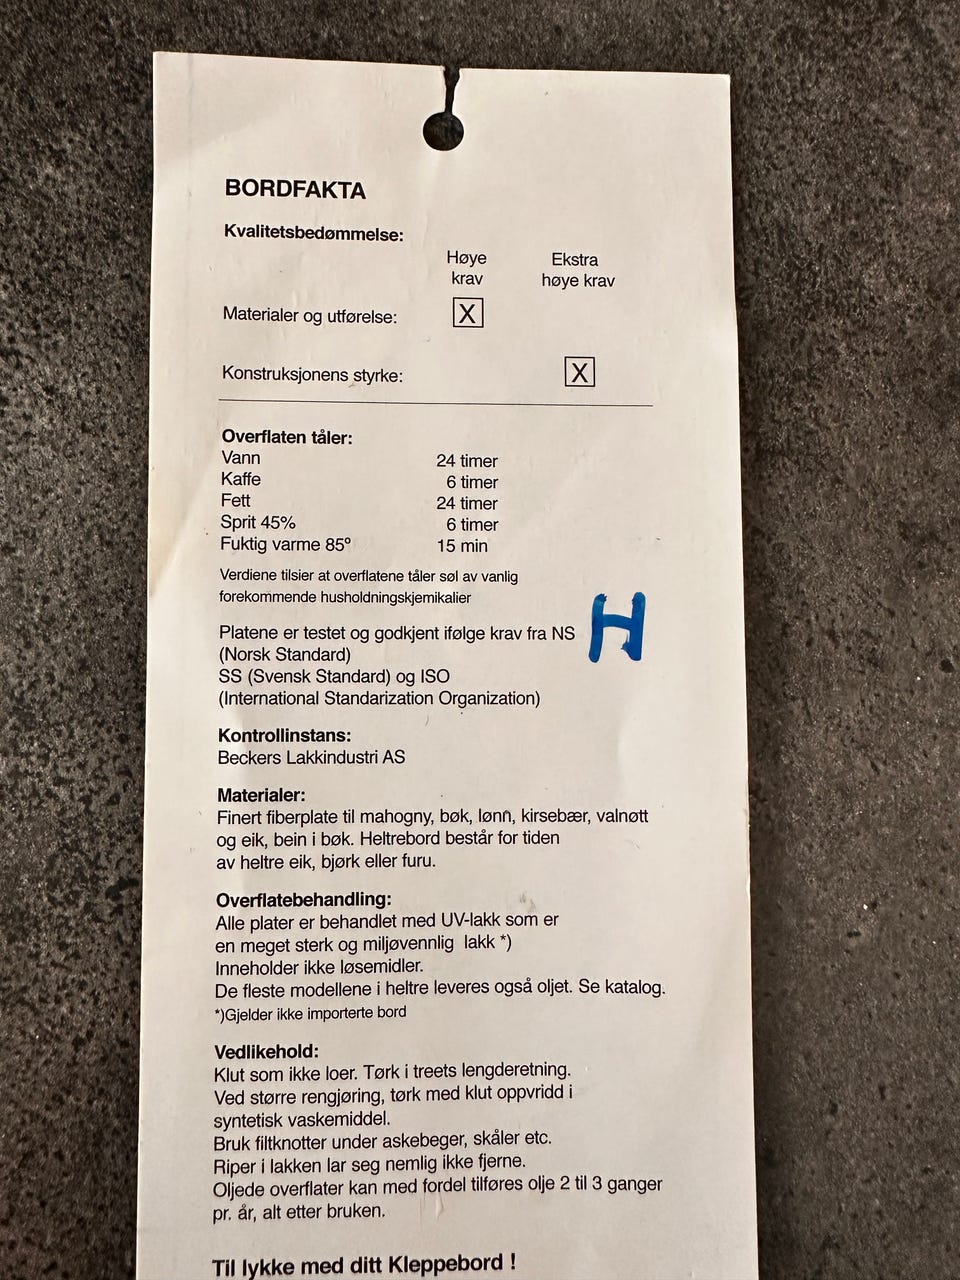 BORDFAKTA
Kvalitetsbedømmelse:
Høye krav
Ekstra høye krav
Materialer og utførelse: X
Konstruksjonens styrke: X
Overflaten tåler:
Vann 24 timer
Kaffe 6 timer
Fett 24 timer
Sprit 45% 6 timer
Fuktig varme 85º 15 min
Verdiene tilsier at overflatene tåler søl av vanlig
forekommende husholdningskjemikalier
H
Platene er testet og godkjent ifølge krav fra NS
(Norsk Standard)
SS (Svensk Standard) og ISO
(International Standarization Organization)
Kontrollinstans:
Beckers Lakkindustri AS
Materialer:
Finert fiberplate til mahogny, bøk, lønn, kirsebær, valnøtt
og eik, bein i bøk. Heltrebord består for tiden
av heltre eik, bjørk eller furu.
Overflatebehandling:
Alle plater er behandlet med UV-lakk som er
en meget sterk og miljøvennlig lakk *)
Inneholder ikke løsemidler.
De fleste modellene i heltre leveres også oljet. Se katalog.
*)Gjelder ikke importerte bord
Vedlikehold:
Klut som ikke loer. Tørk i treets lengderetning.
Ved større rengjøring, tørk med klut oppvridd i
syntetisk vaskemiddel.
Bruk filtknotter under askebeger, skåler etc.
Riper i lakken lar seg nemlig ikke fjerne.
Oljede overflater kan med fordel tilføres olje 2 til 3 ganger
pr. år, alt etter bruken.
Til lykke med ditt Kleppebord !